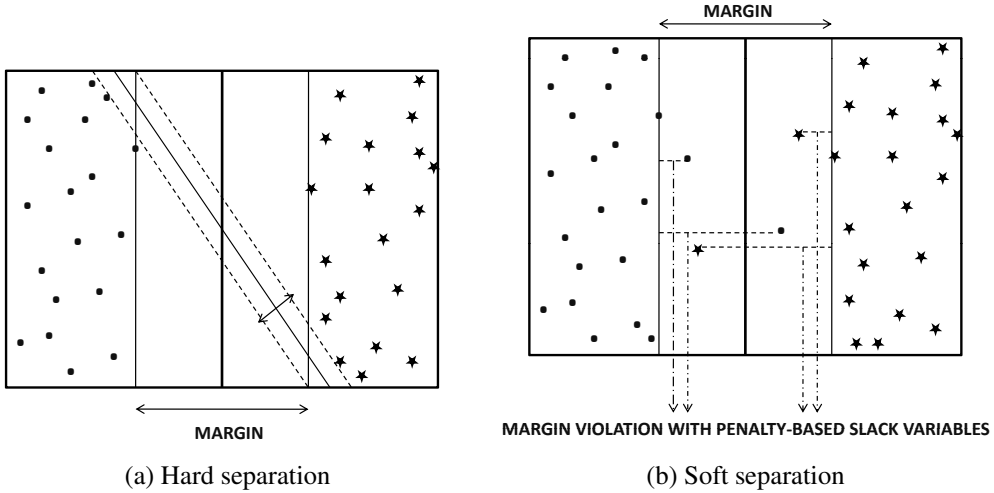 MARGIN
MARGIN
MARGIN VIOLATION WITH PENALTY-BASED SLACK VARIABLES
(a) Hard separation
(b) Soft separation